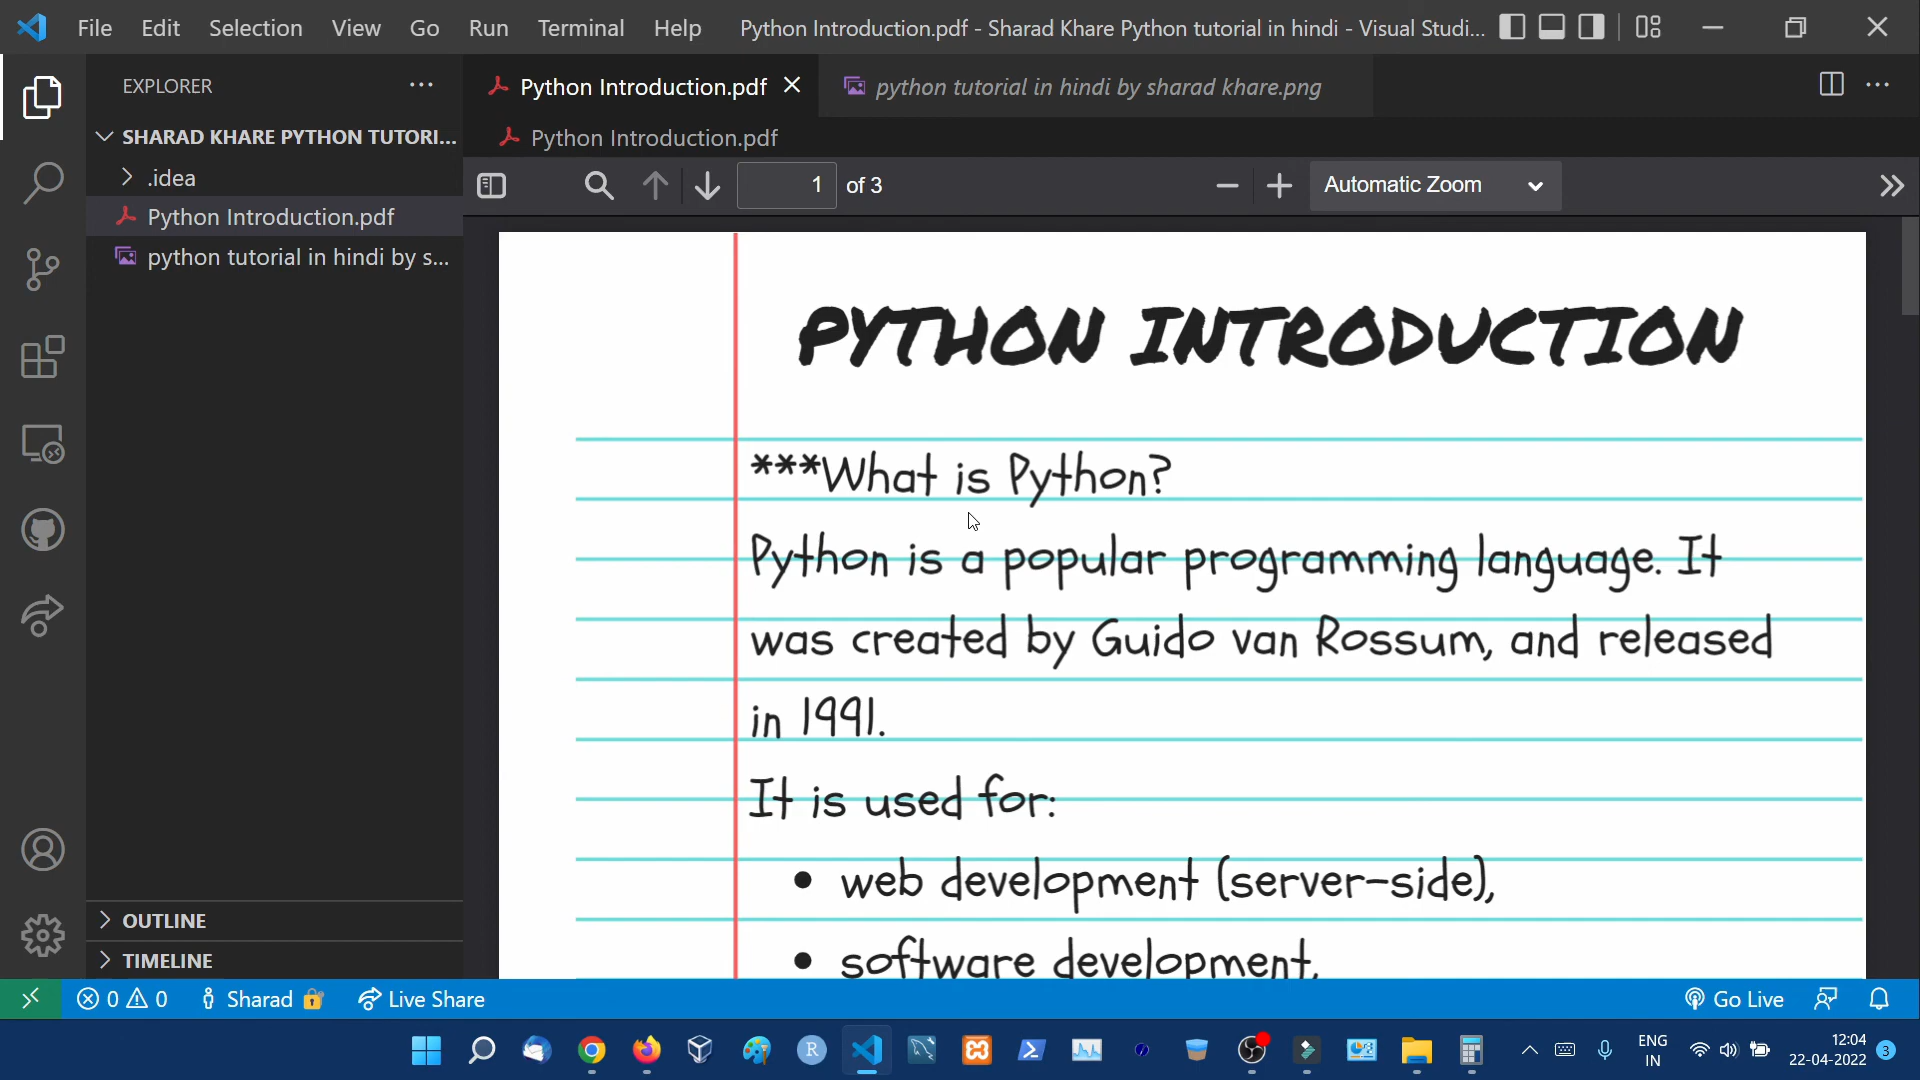 File Edit Selection View Go Run Terminal Help Python Introduction.pdf - Sharad Khare Python tutorial in hindi - Visual Studi...
EXPLORER
Python Introduction.pdf python tutorial in hindi by sharad khare.png
SHARAD KHARE PYTHON TUTORI...
.idea
Python Introduction.pdf
python tutorial in hindi by s...
Python Introduction.pdf
1 of 3 Automatic Zoom
PYTHON INTRODUCTION
***What is Python?
Python is a popular programming language. It
was created by Guido van Rossum, and released
in 1991.
It is used for:
• web development (server-side),
• software development,
OUTLINE
TIMELINE
0 0 Sharad Live Share Go Live
R
ENG
IN
12:04
22-04-2022
3